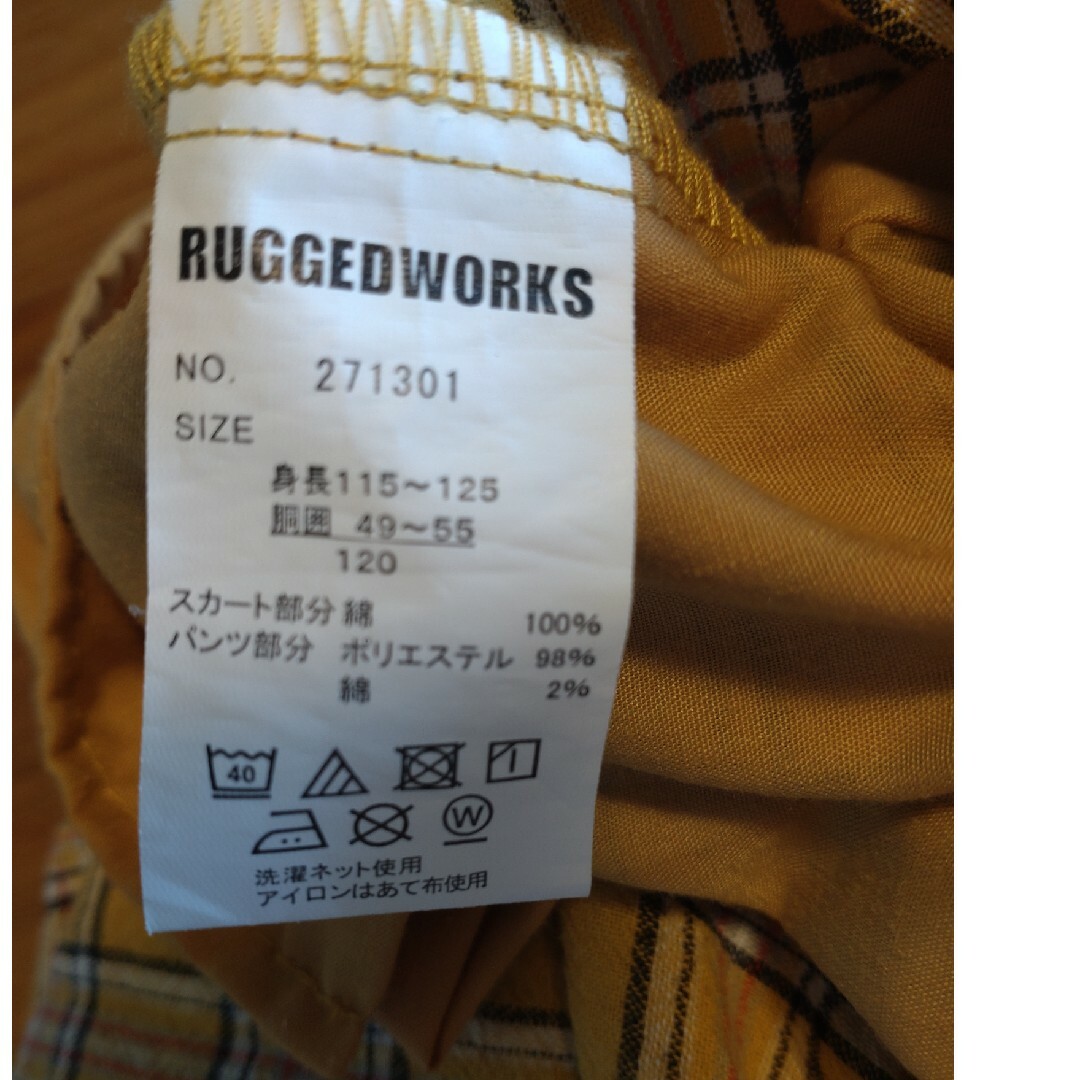 RUGGEDWORKS
NO. 271301
SIZE
身長115～125
胴囲 49～55
120
スカート部分 綿 100%
パンツ部分 ポリエステル 98%
綿 2%
40
W
洗濯ネット使用
アイロンはあて布使用